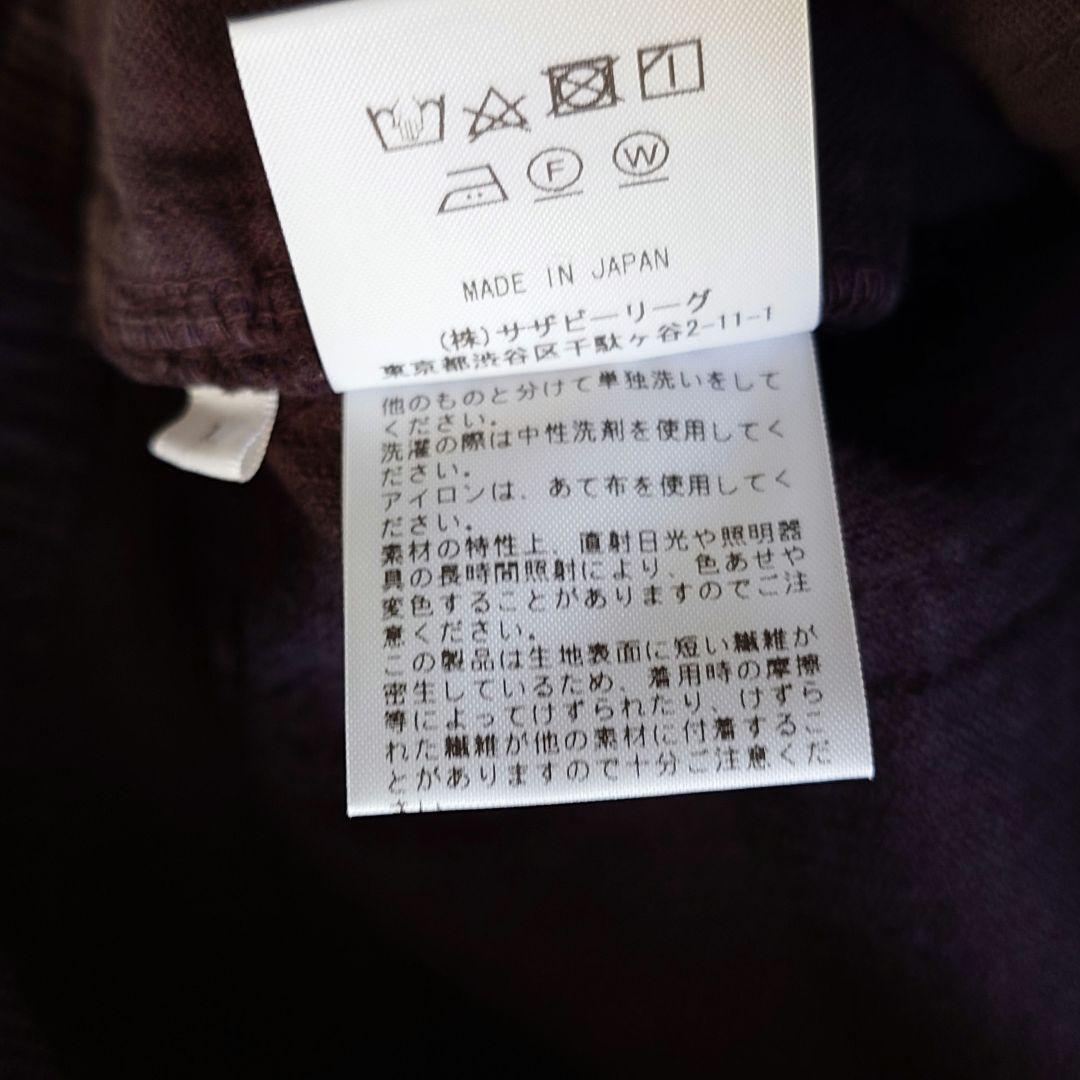 F W
MADE IN JAPAN
(株)サザビーリーグ
東京都渋谷区千駄ヶ谷2-11-1
他のものと分けて単独洗いをして
ください。
洗濯の際は中性洗剤を使用してく
ださい。
アイロンは、あて布を使用してく
ださい。
素材の特性上、直射日光や照明器
具の長時間照射により、色あせや
変色することがありますのでご注
意ください。
この製品は生地表面に短い繊維が
密生しているため、着用時の摩擦
等によってけずられたり、けずら
れた繊維が他の素材に付着するこ
とがありますので十分ご注意くだ
さい